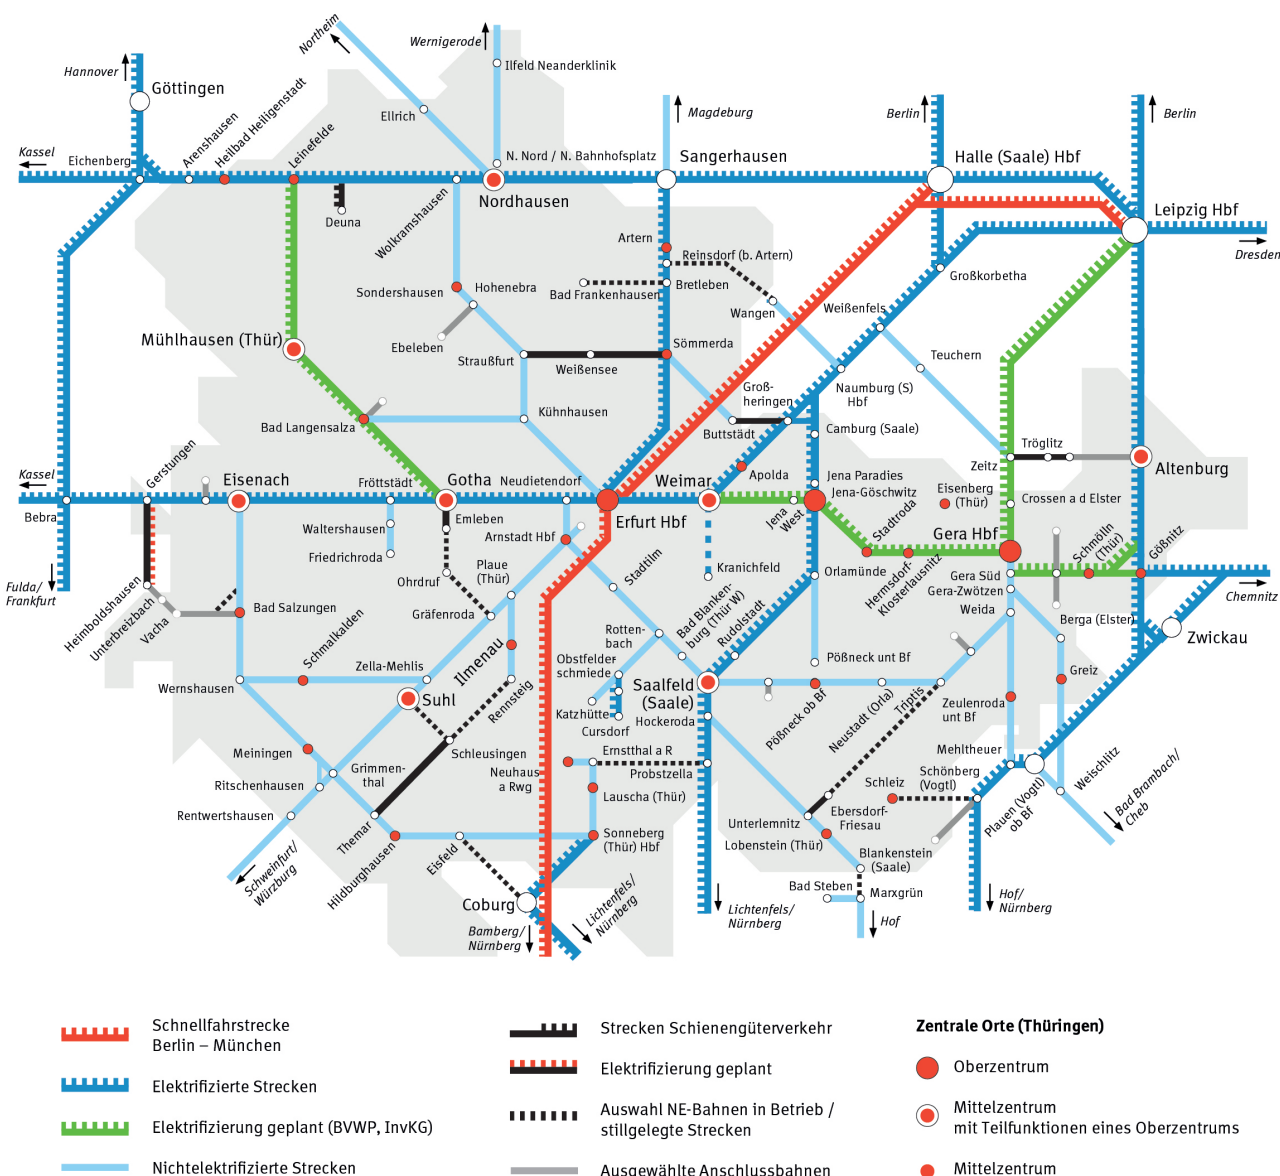 Northeim
Wernigerode
Ilfeld Neanderklinik
Hannover
Göttingen
Ellrich
Magdeburg
Berlin
Berlin
Arenshausen
Heilbad Heiligenstadt
Leinefelde
Kassel
Eichenberg
N. Nord / N. Bahnhofsplatz
Sangerhausen
Halle (Saale) Hbf
Nordhausen
Deuna
Wolkramshausen
Leipzig Hbf
Artern
Reinsdorf (b. Artern)
Dresden
Sondershausen
Hohenebra
Bad Frankenhausen
Bretleben
Großkorbetha
Wangen
Weißenfels
Mühlhausen (Thür)
Ebeleben
Straußfurt
Weißensee
Sömmerda
Teuchern
Groß-
heringen
Naumburg (S)
Hbf
Bad Langensalza
Kühnhausen
Buttstädt
Camburg (Saale)
Tröglitz
Zeitz
Altenburg
Kassel
Gerstungen
Eisenach
Fröttstädt
Gotha
Neudietendorf
Weimar
Apolda
Jena Paradies
Jena-Göschwitz
Eisenberg
(Thür)
Crossen a d Elster
Bebra
Waltershausen
Emleben
Erfurt Hbf
Jena
West
Stadtroda
Gera Hbf
Schmölln
(Thür)
Gößnitz
Friedrichroda
Arnstadt Hbf
Ohrdruf
Plaue
(Thür)
Stadtilm
Kranichfeld
Orlamünde
Hermsdorf-
Klosterlausnitz
Gera Süd
Gera-Zwötzen
Weida
Fulda/
Frankfurt
Chemnitz
Heimboldshausen
Unterbreizbach
Vacha
Bad Salzungen
Gräfenroda
Rotten-
bach
Bad Blanken-
burg (Thür W)
Rudolstadt
Berga (Elster)
Zwickau
Schmalkalden
Zella-Mehlis
Ilmenau
Obstfelder-
schmiede
Pößneck unt Bf
Greiz
Wernshausen
Suhl
Rennsteig
Katzhütte
Cursdorf
Saalfeld
(Saale)
Hockeroda
Pößneck ob Bf
Neustadt (Orla)
Triptis
Zeulenroda
unt Bf
Meiningen
Schleusingen
Ernstthal a R
Mehltheuer
Grimmen-
thal
Neuhaus
a Rwg
Probstzella
Ritschenhausen
Lauscha (Thür)
Schleiz
Schönberg
(Vogtl)
Weischlitz
Bad Brambach/
Cheb
Rentwertshausen
Themar
Ebersdorf-
Friesau
Plauen (Vogtl)
ob Bf
Unterlemnitz
Lobenstein (Thür)
Sonneberg
(Thür) Hbf
Hildburghausen
Eisfeld
Blankenstein
(Saale)
Schweinfurt/
Würzburg
Bad Steben
Marxgrün
Coburg
Lichtenfels/
Nürnberg
Bamberg/
Nürnberg
Lichtenfels/
Nürnberg
Hof
Hof/
Nürnberg
Schnellfahrstrecke
Berlin – München
Elektrifizierte Strecken
Elektrifizierung geplant (BVWP, InvKG)
Nichtelektrifizierte Strecken
Strecken Schienengüterverkehr
Elektrifizierung geplant
Auswahl NE-Bahnen in Betrieb /
stillgelegte Strecken
Ausgewählte Anschlussbahnen
Zentrale Orte (Thüringen)
Oberzentrum
Mittelzentrum
mit Teilfunktionen eines Oberzentrums
Mittelzentrum